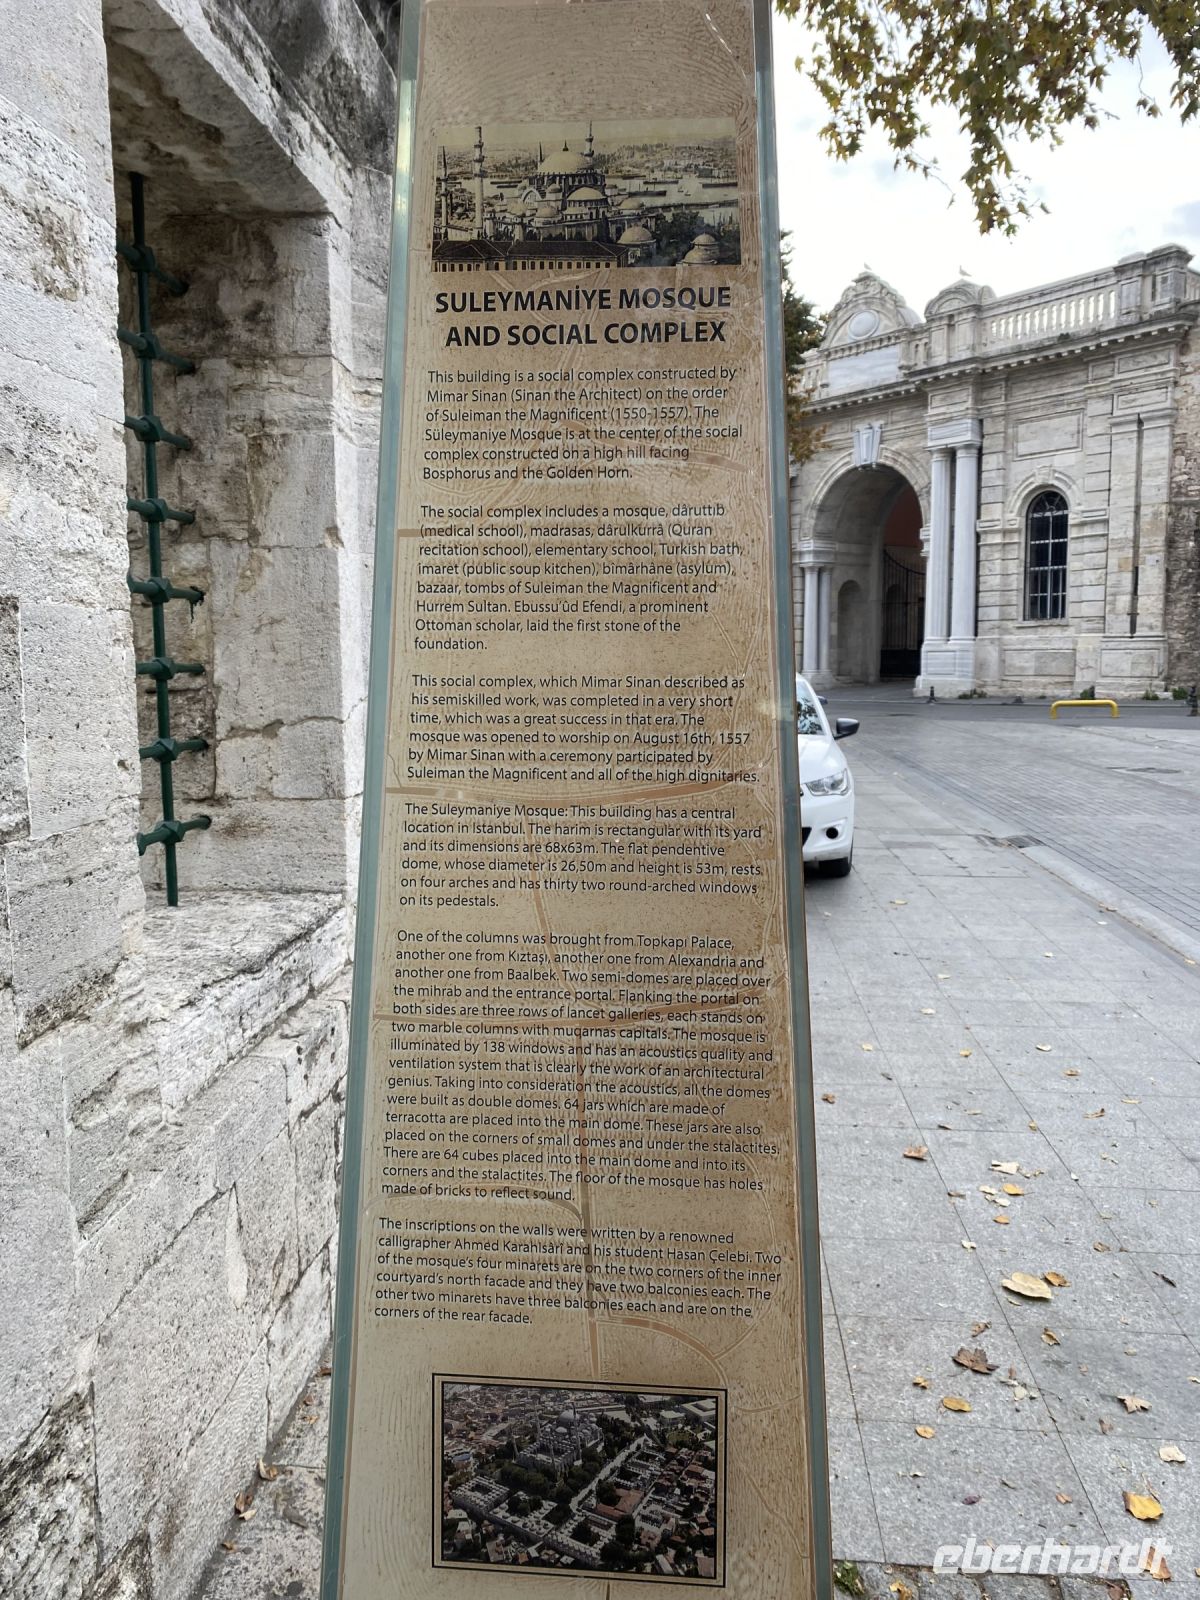 SULEYMANİYE MOSQUE
AND SOCIAL COMPLEX
This building is a social complex constructed by
Mimar Sinan (Sinan the Architect) on the order
of Suleiman the Magnificent (1550-1557). The
Süleymaniye Mosque is at the center of the social
complex constructed on a high hill facing
Bosphorus and the Golden Horn.
The social complex includes a mosque, dâruttıb
(medical school), madrasas, dârulkurrâ (Quran
recitation school), elementary school, Turkish bath,
imaret (public soup kitchen), bîmârhâne (asylum),
bazaar, tombs of Suleiman the Magnificent and
Hurrem Sultan. Ebussu'ûd Efendi, a prominent
Ottoman scholar, laid the first stone of the
foundation.
This social complex, which Mimar Sinan described as
his semiskilled work, was completed in a very short
time, which was a great success in that era. The
mosque was opened to worship on August 16th, 1557
by Mimar Sinan with a ceremony participated by
Suleiman the Magnificent and all of the high dignitaries.
The Suleymaniye Mosque: This building has a central
location in Istanbul. The harim is rectangular with its yard
and its dimensions are 68x63m. The flat pendentive
dome, whose diameter is 26,50m and height is 53m, rests
on four arches and has thirty two round-arched windows
on its pedestals.
One of the columns was brought from Topkapı Palace,
another one from Kıztaşı, another one from Alexandria and
another one from Baalbek. Two semi-domes are placed over
the mihrab and the entrance portal. Flanking the portal on
both sides are three rows of lancet galleries, each stands on
two marble columns with muqarnas capitals. The mosque is
illuminated by 138 windows and has an acoustics quality and
ventilation system that is clearly the work of an architectural
genius. Taking into consideration the acoustics, all the domes
were built as double domes. 64 jars which are made of
terracotta are placed into the main dome. These jars are also
placed on the corners of small domes and under the stalactites.
There are 64 cubes placed into the main dome and into its
corners and the stalactites. The floor of the mosque has holes
made of bricks to reflect sound.
The inscriptions on the walls were written by a renowned
calligrapher Ahmed Karahisarî and his student Hasan Çelebi. Two
of the mosque's four minarets are on the two corners of the inner
courtyard's north facade and they have two balconies each. The
other two minarets have three balconies each and are on the
corners of the rear facade.
eberhardt